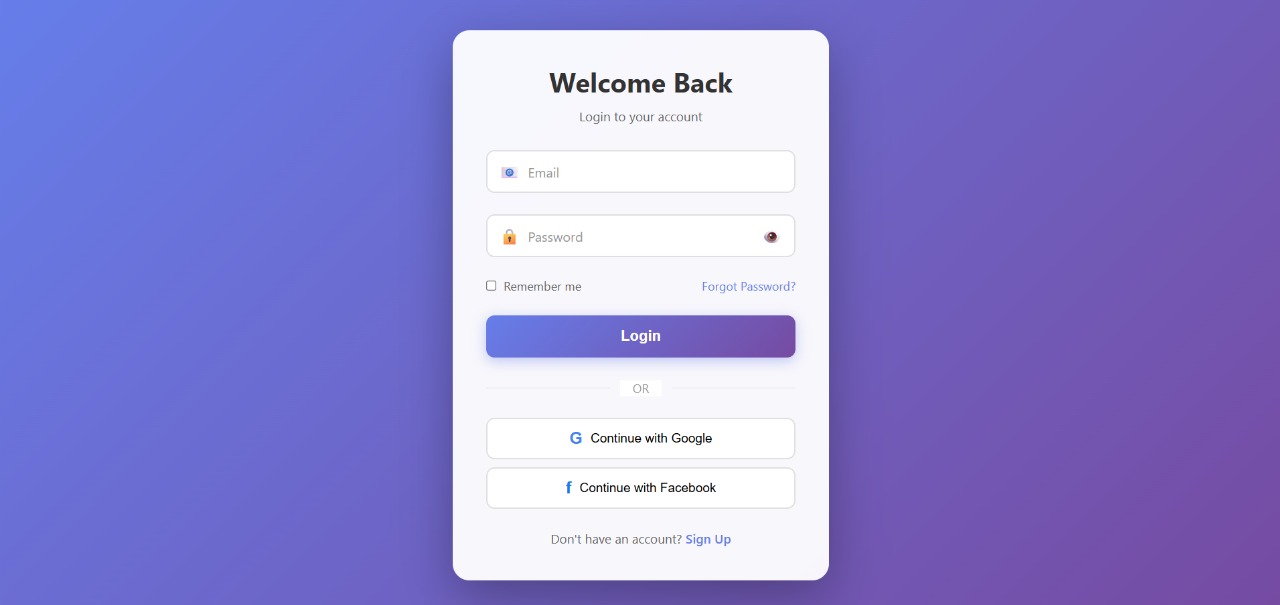 Welcome Back
Login to your account
Email
Password
Remember me
Forgot Password?
Login
OR
G Continue with Google
f Continue with Facebook
Don't have an account? Sign Up